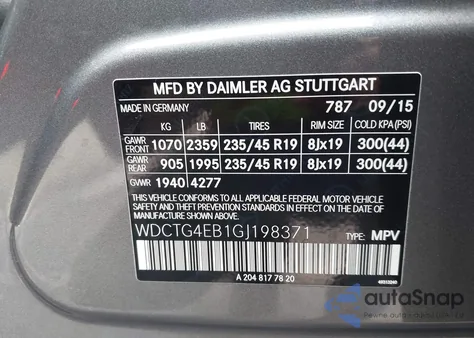 MFD BY DAIMLER AG STUTTGART
MADE IN GERMANY 787 09/15
KG LB TIRES RIM SIZE COLD KPA(PSI)
GAWR FRONT 1070 2359 235/45 R19 8Jx19 300(44)
GAWR REAR 905 1995 235/45 R19 8Jx19 300(44)
GVWR 1940 4277
THIS VEHICLE CONFORMS TO ALL APPLICABLE FEDERAL MOTOR VEHICLE
SAFETY, BUMPER, AND THEFT PREVENTION STANDARDS IN EFFECT ON THE
DATE OF MANUFACTURE SHOWN ABOVE.
WDCTG4EB1GJ198371 TYPE: MPV
A 204 817 78 20
autoSnap